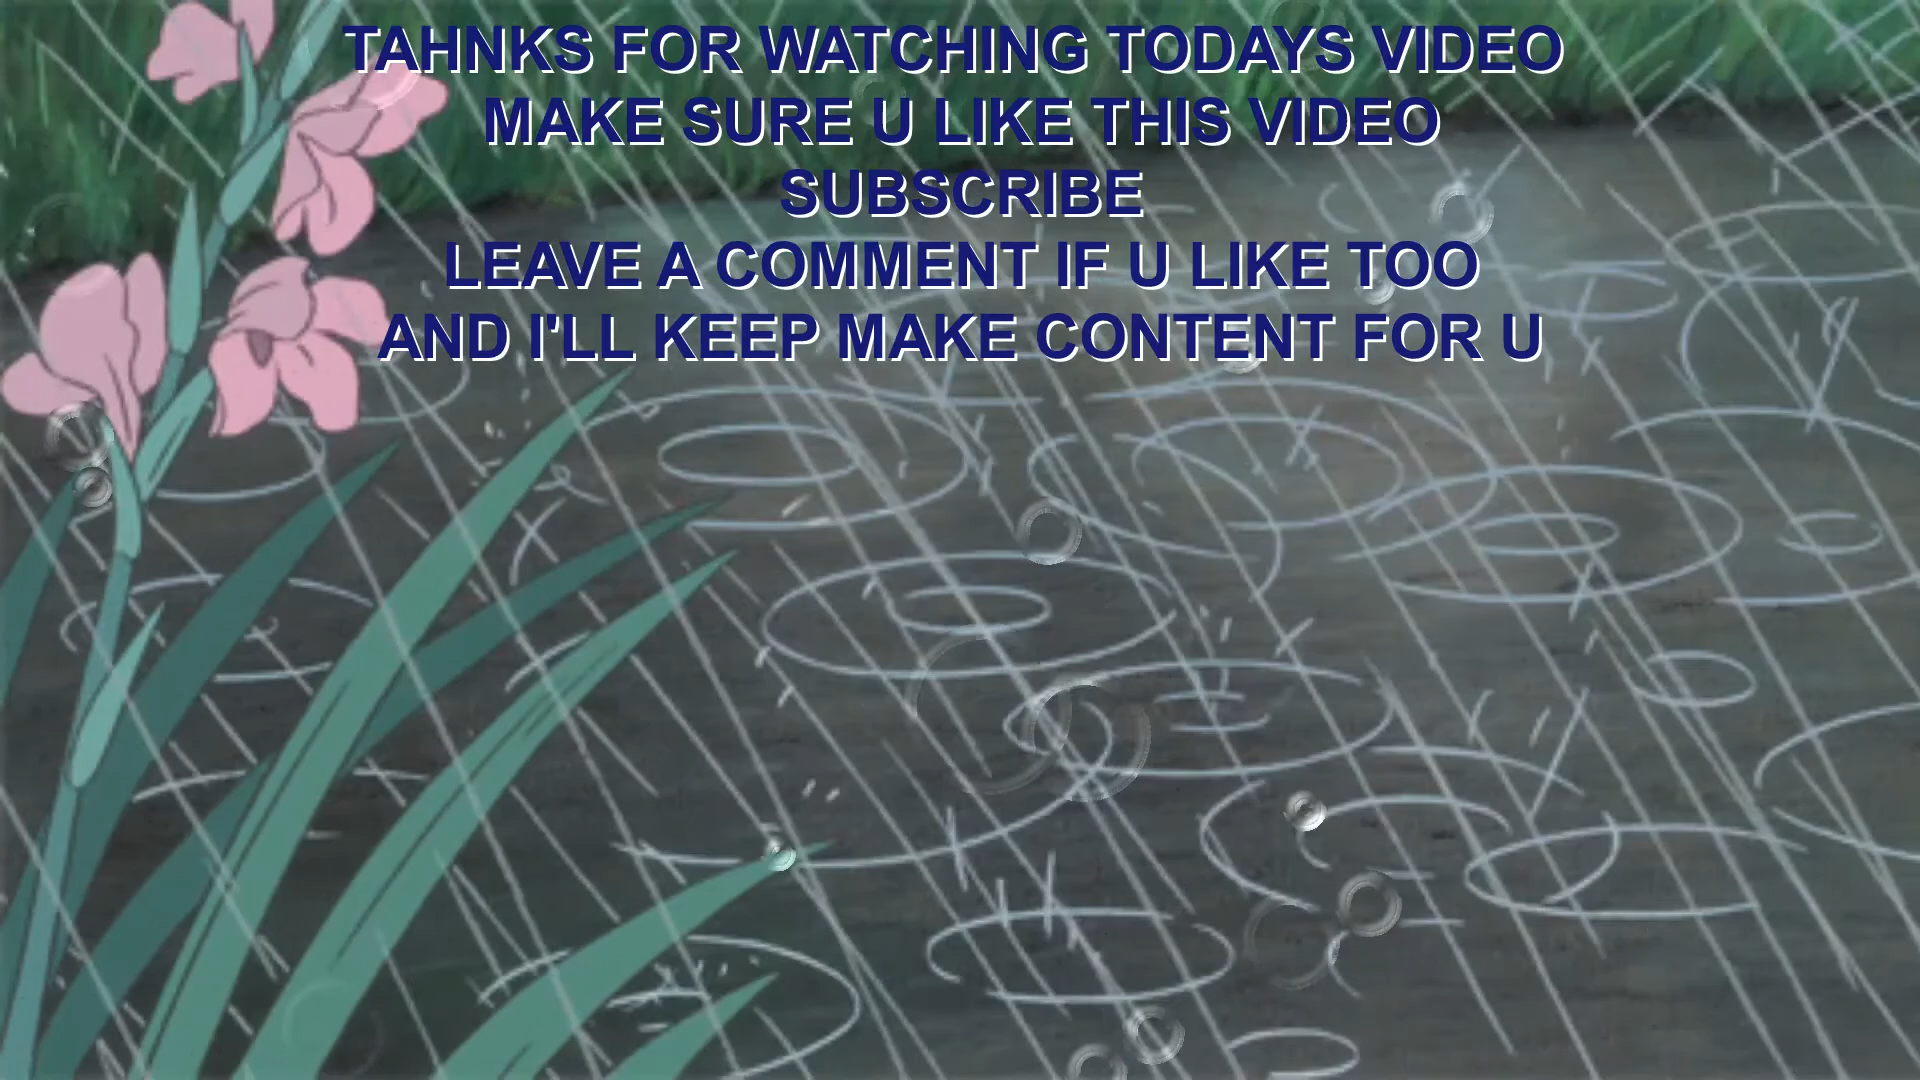 TAHNKS FOR WATCHING TODAYS VIDEO
MAKE SURE U LIKE THIS VIDEO
SUBSCRIBE
LEAVE A COMMENT IF U LIKE TOO
AND I'LL KEEP MAKE CONTENT FOR U